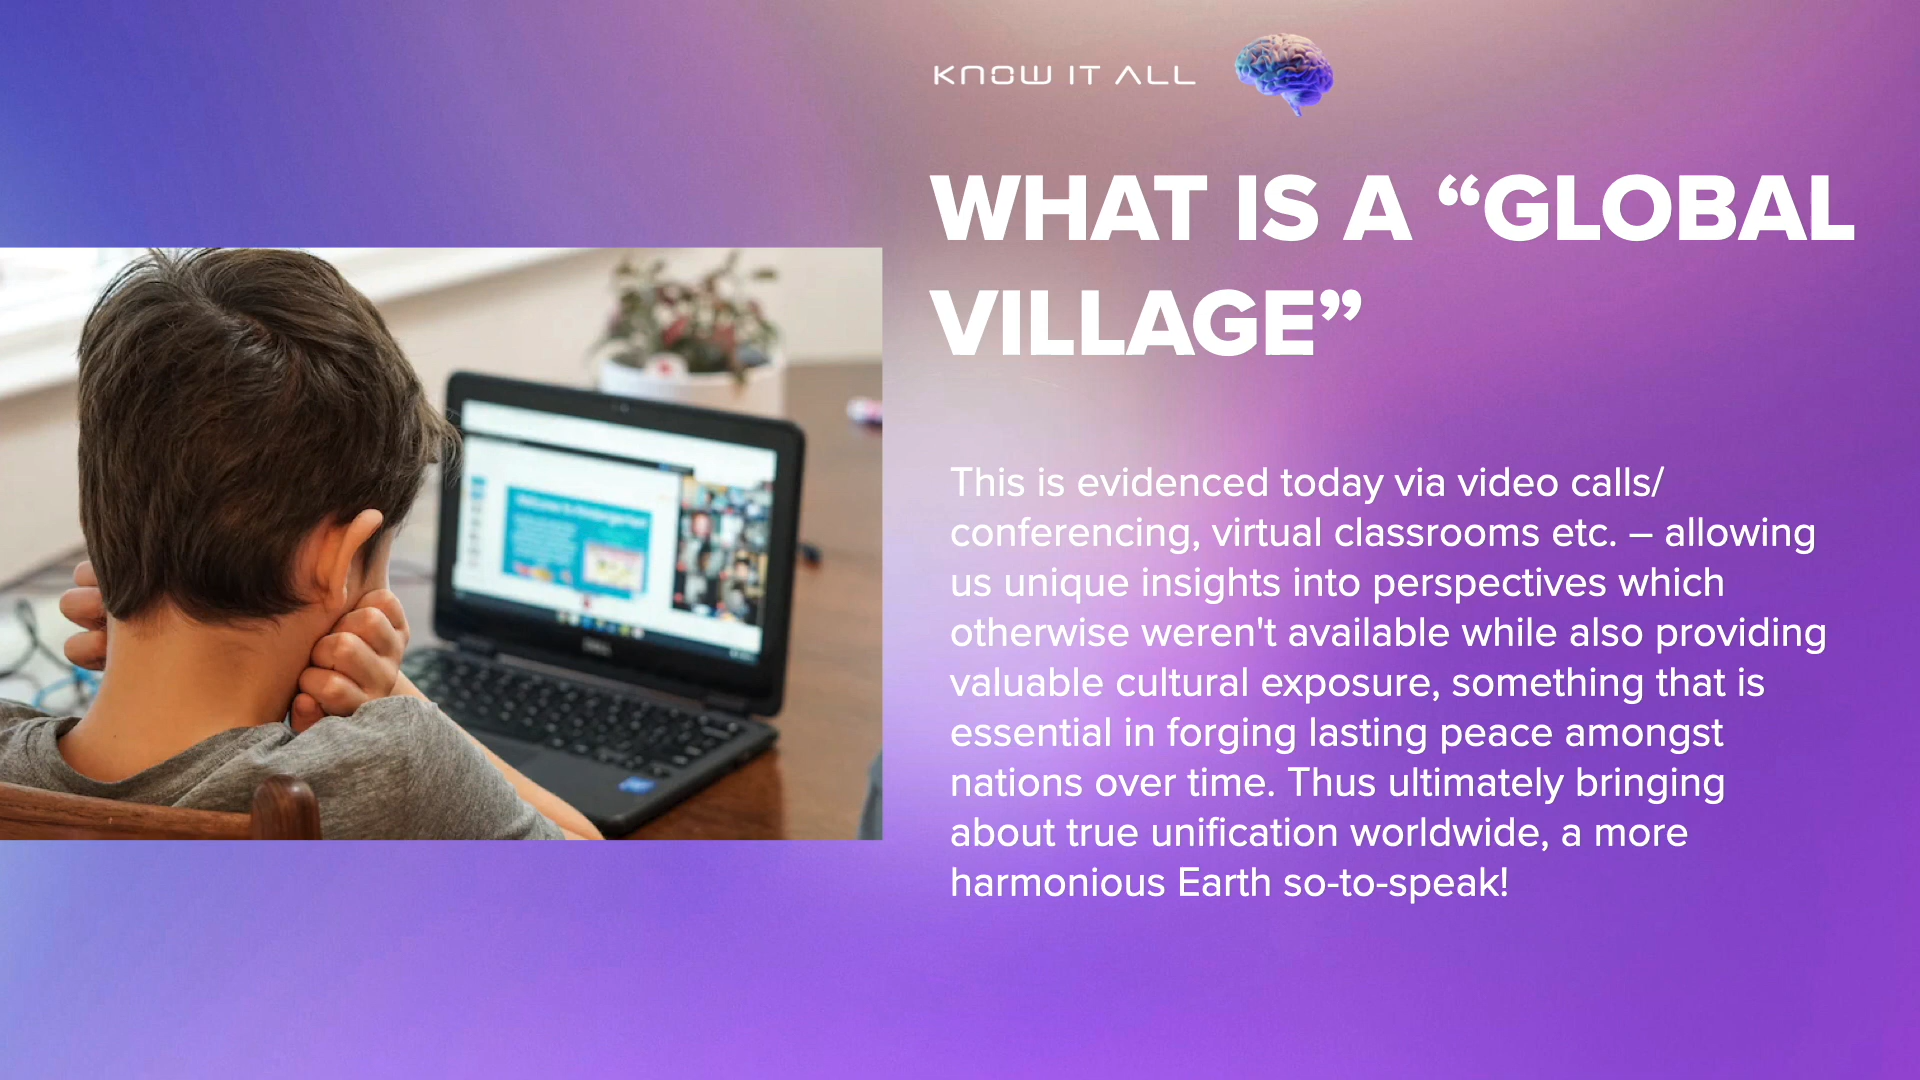 KNOW IT ALL
WHAT IS A “GLOBAL
VILLAGE”
This is evidenced today via video calls/
conferencing, virtual classrooms etc. – allowing
us unique insights into perspectives which
otherwise weren't available while also providing
valuable cultural exposure, something that is
essential in forging lasting peace amongst
nations over time. Thus ultimately bringing
about true unification worldwide, a more
harmonious Earth so-to-speak!